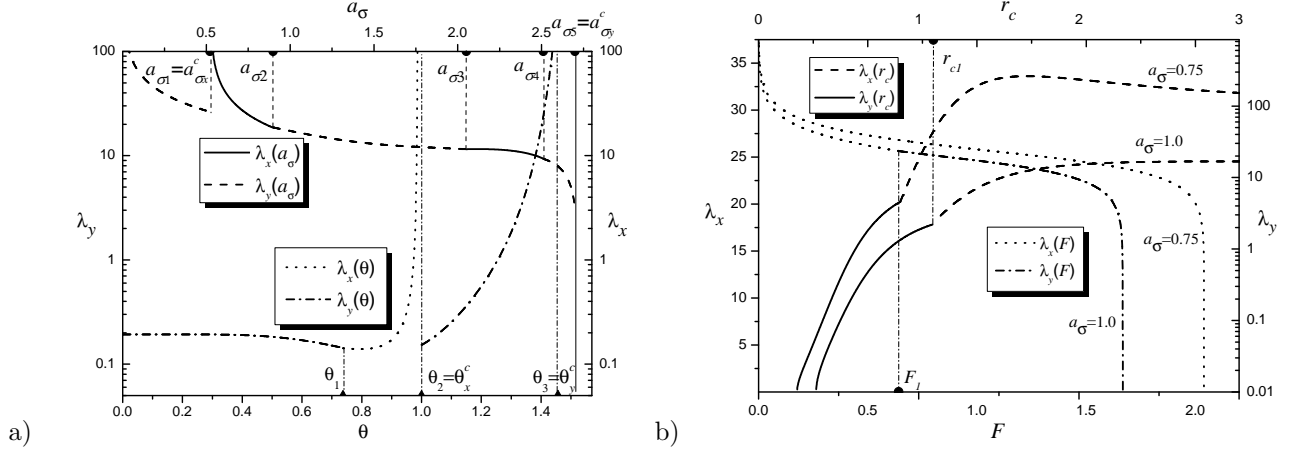 a_σ
0.0 0.5 1.0 1.5 2.0 2.5
a_σs=a^c_σy
100
100
a_σ1=a^c_σx
a_σ2
a_σ3
a_σ4
10
10
λ_x(a_σ)
λ_y(a_σ)
λ_y
λ_x
1
1
λ_x(θ)
λ_y(θ)
0.1
0.1
θ_1
θ_2=θ^c_x
θ_3=θ^c_y
0.0 0.2 0.4 0.6 0.8 1.0 1.2 1.4
θ
a)
r_c
0 1 2 3
35
30
25
20
15
10
5
λ_x(r_c)
λ_y(r_c)
r_c1
a_σ=0.75
100
a_σ=1.0
10
λ_x
λ_y
λ_x(F)
λ_y(F)
a_σ=0.75
1
a_σ=1.0
0.1
F_1
0.01
0.0 0.5 1.0 1.5 2.0
F
b)